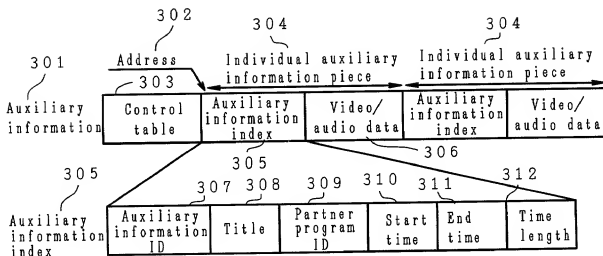 302
304
304
301
Address
Individual auxiliary information piece
Individual auxiliary information piece
303
Auxiliary information
Control table
Auxiliary information index
Video/ audio data
Auxiliary information index
Video/ audio data
305
305
306
307
308
309
310
311
312
Auxiliary information index
Auxiliary information ID
Title
Partner program ID
Start time
End time
Time length